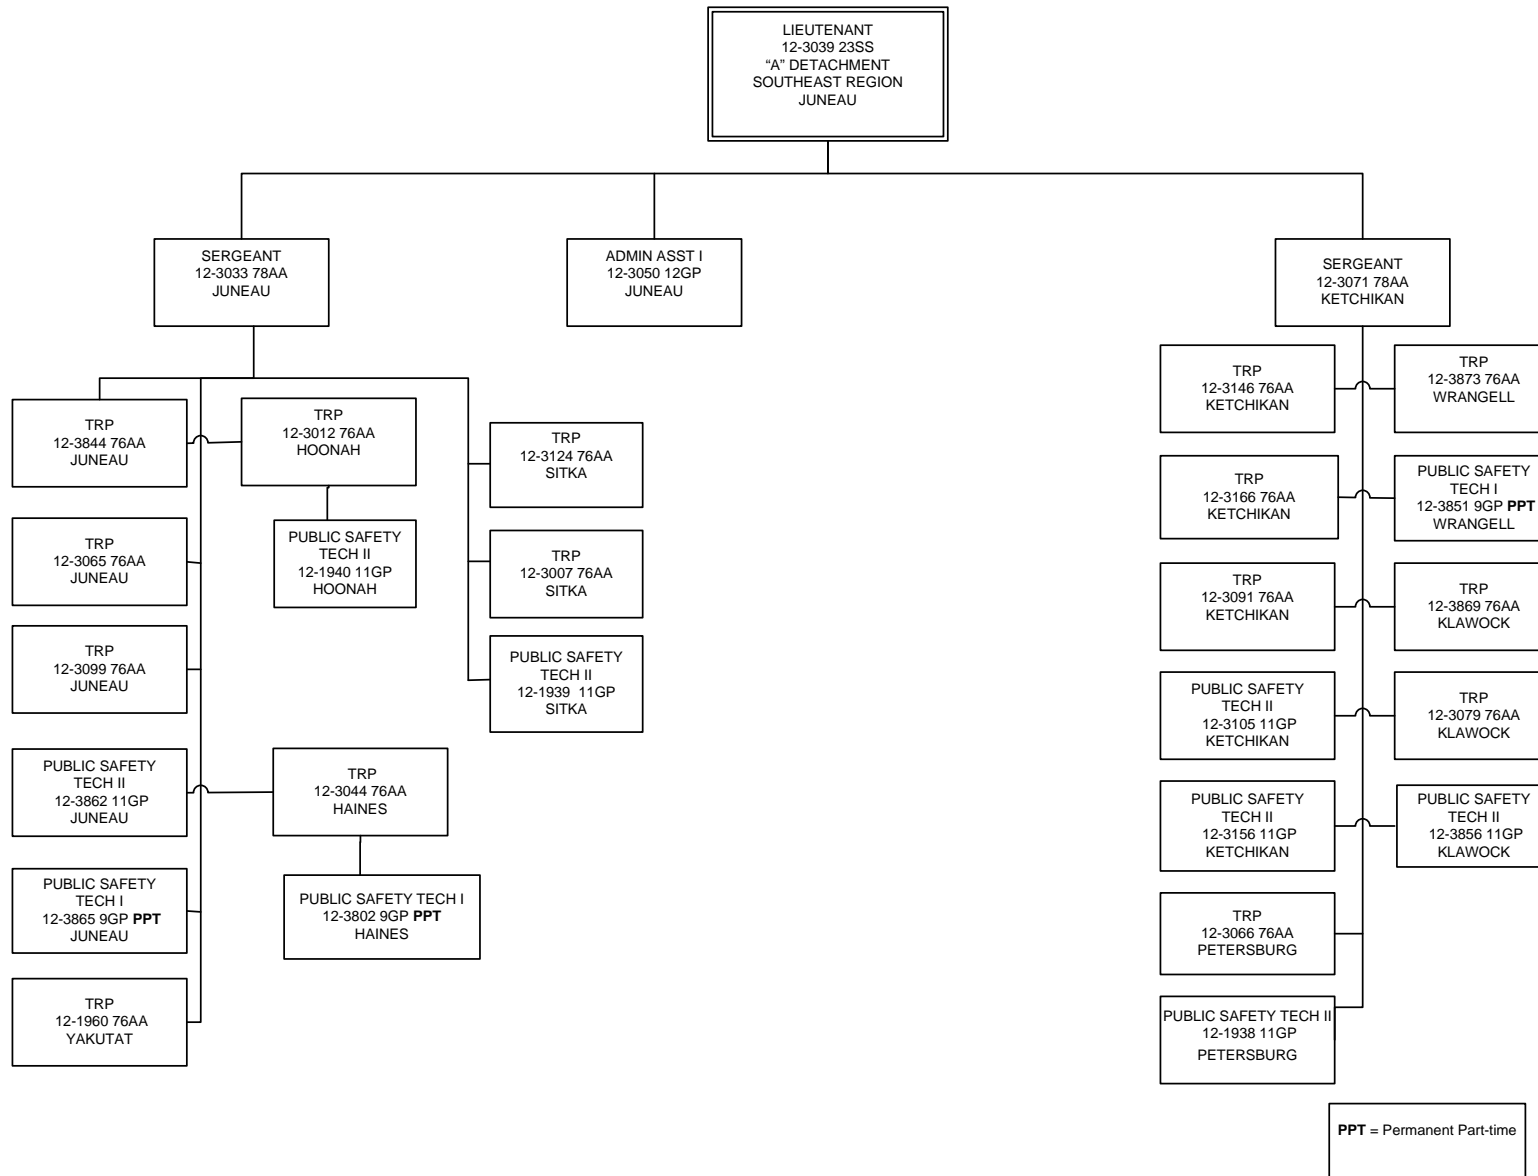 LIEUTENANT
12-3039 23SS
“A” DETACHMENT
SOUTHEAST REGION
JUNEAU
SERGEANT
12-3033 78AA
JUNEAU
ADMIN ASST I
12-3050 12GP
JUNEAU
SERGEANT
12-3071 78AA
KETCHIKAN
TRP
12-3844 76AA
JUNEAU
TRP
12-3012 76AA
HOONAH
PUBLIC SAFETY
TECH II
12-1940 11GP
HOONAH
TRP
12-3065 76AA
JUNEAU
TRP
12-3099 76AA
JUNEAU
PUBLIC SAFETY
TECH II
12-3862 11GP
JUNEAU
TRP
12-3044 76AA
HAINES
PUBLIC SAFETY TECH I
12-3802 9GP PPT
HAINES
PUBLIC SAFETY
TECH I
12-3865 9GP PPT
JUNEAU
TRP
12-1960 76AA
YAKUTAT
TRP
12-3124 76AA
SITKA
TRP
12-3007 76AA
SITKA
PUBLIC SAFETY
TECH II
12-1939 11GP
SITKA
TRP
12-3146 76AA
KETCHIKAN
TRP
12-3873 76AA
WRANGELL
TRP
12-3166 76AA
KETCHIKAN
PUBLIC SAFETY
TECH I
12-3851 9GP PPT
WRANGELL
TRP
12-3091 76AA
KETCHIKAN
TRP
12-3869 76AA
KLAWOCK
PUBLIC SAFETY
TECH II
12-3105 11GP
KETCHIKAN
TRP
12-3079 76AA
KLAWOCK
PUBLIC SAFETY
TECH II
12-3156 11GP
KETCHIKAN
PUBLIC SAFETY
TECH II
12-3856 11GP
KLAWOCK
TRP
12-3066 76AA
PETERSBURG
PUBLIC SAFETY TECH II
12-1938 11GP
PETERSBURG
PPT = Permanent Part-time